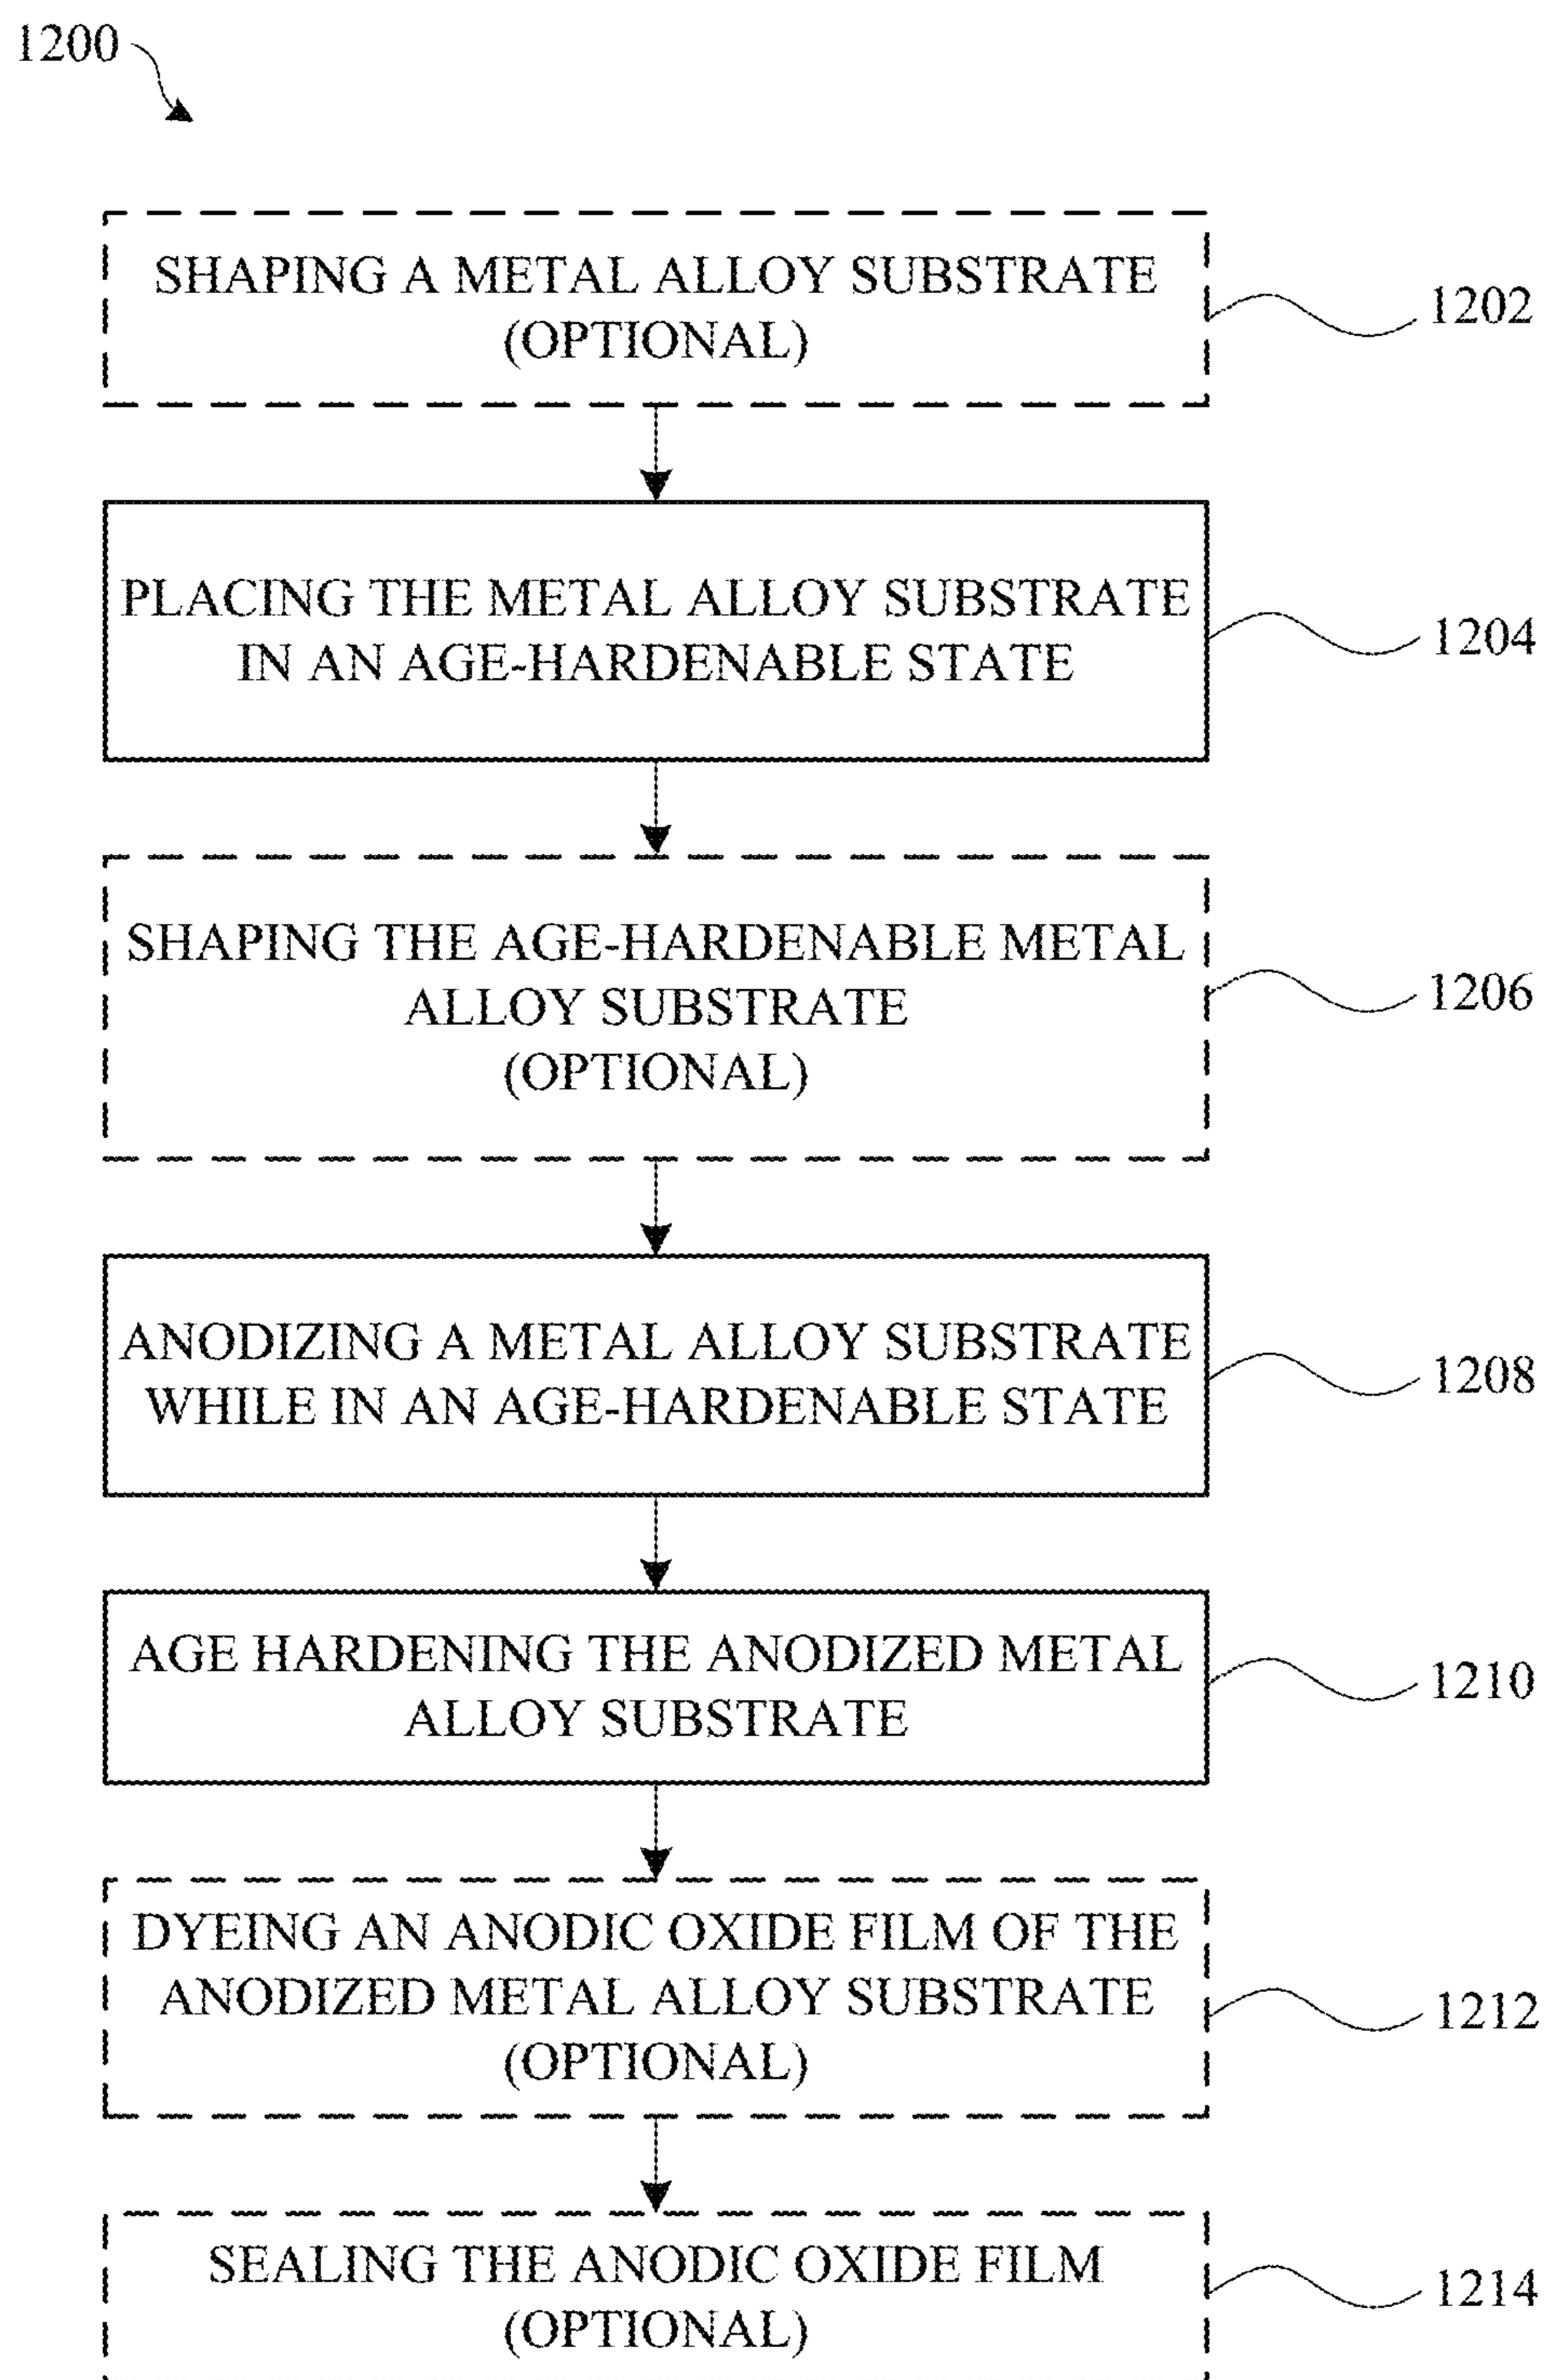 1200
SHAPING A METAL ALLOY SUBSTRATE
(OPTIONAL)
1202
PLACING THE METAL ALLOY SUBSTRATE
IN AN AGE-HARDENABLE STATE
1204
SHAPING THE AGE-HARDENABLE METAL
ALLOY SUBSTRATE
(OPTIONAL)
1206
ANODIZING A METAL ALLOY SUBSTRATE
WHILE IN AN AGE-HARDENABLE STATE
1208
AGE HARDENING THE ANODIZED METAL
ALLOY SUBSTRATE
1210
DYEING AN ANODIC OXIDE FILM OF THE
ANODIZED METAL ALLOY SUBSTRATE
(OPTIONAL)
1212
SEALING THE ANODIC OXIDE FILM
(OPTIONAL)
1214